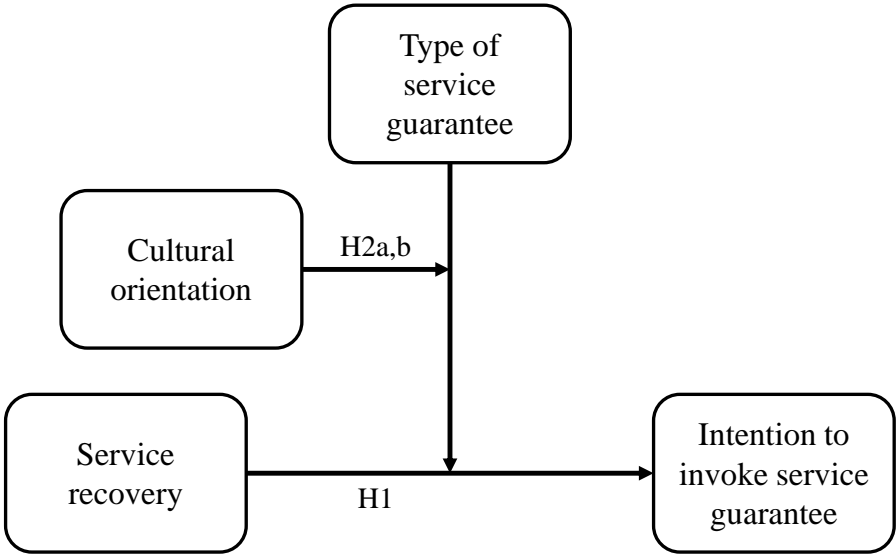 Type of
service
guarantee
Cultural
orientation
H2a,b
Service
recovery
H1
Intention to
invoke service
guarantee